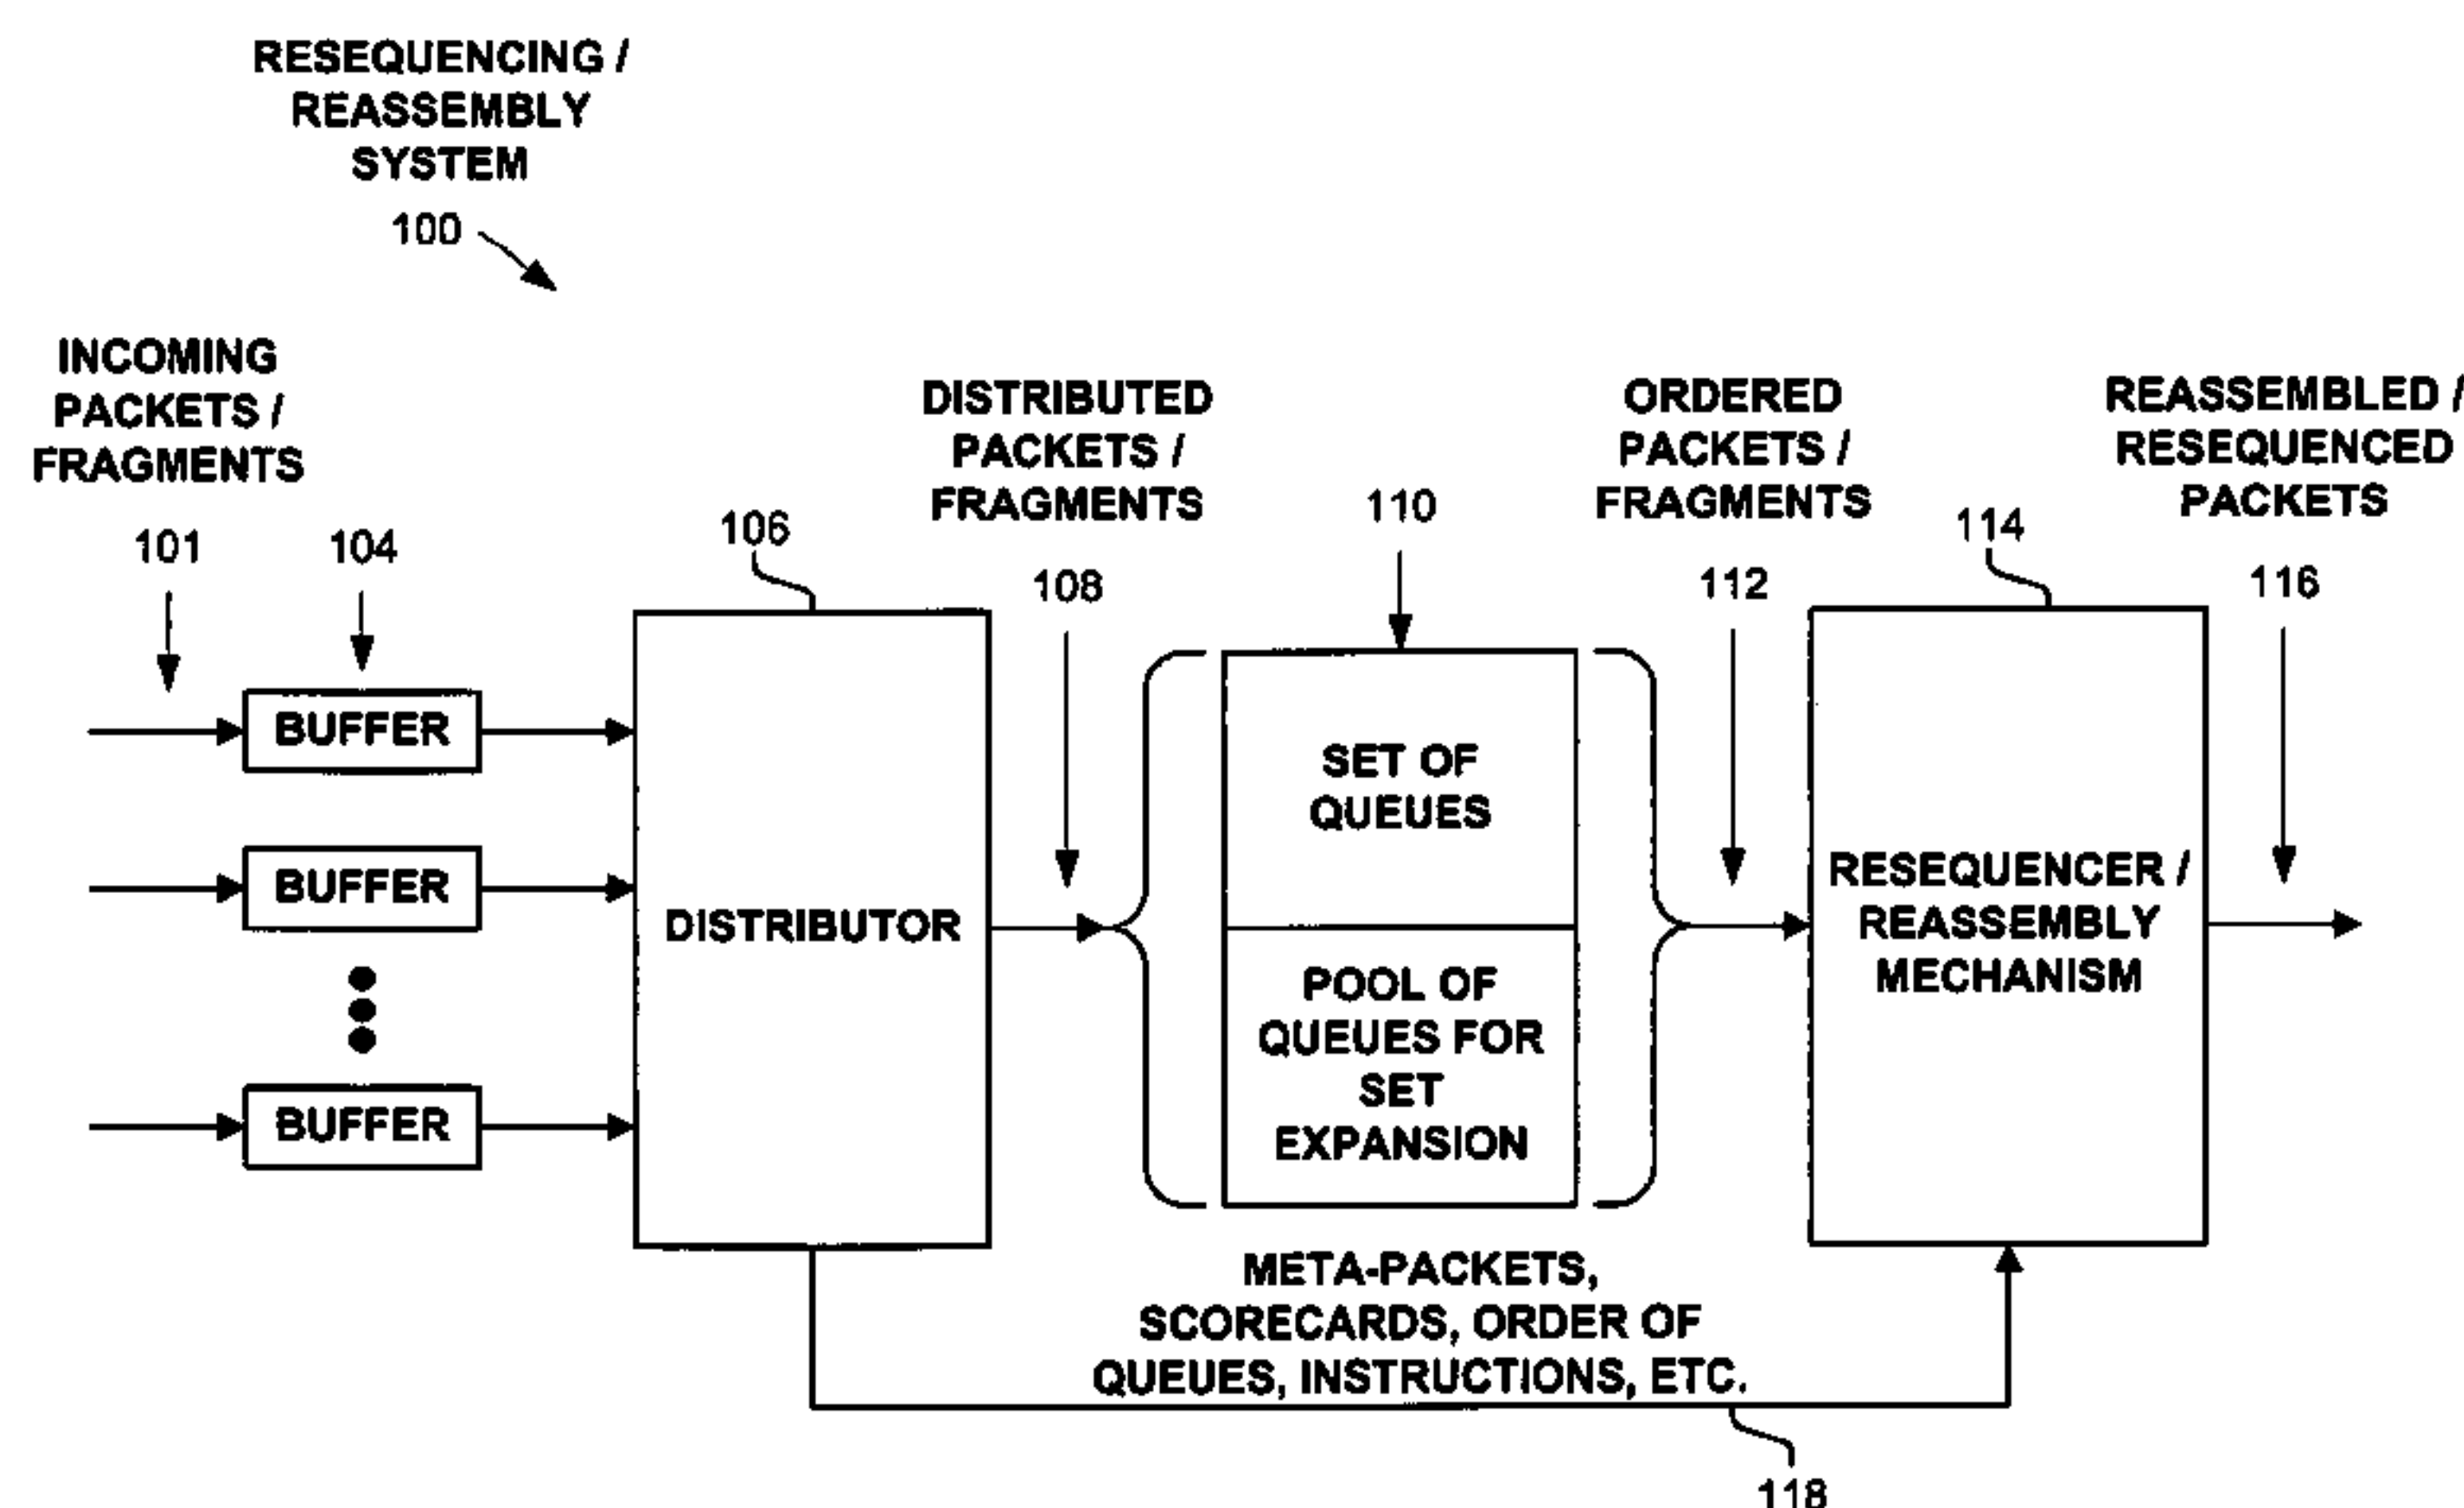 RESEQUENCING /
REASSEMBLY
SYSTEM
100
INCOMING
PACKETS /
FRAGMENTS
101
104
106
DISTRIBUTED
PACKETS /
FRAGMENTS
108
110
ORDERED
PACKETS /
FRAGMENTS
112
114
REASSEMBLED /
RESEQUENCED
PACKETS
116
BUFFER
BUFFER
BUFFER
DISTRIBUTOR
SET OF
QUEUES
POOL OF
QUEUES FOR
SET
EXPANSION
RESEQUENCER /
REASSEMBLY
MECHANISM
META-PACKETS,
SCORECARDS, ORDER OF
QUEUES, INSTRUCTIONS, ETC.
118